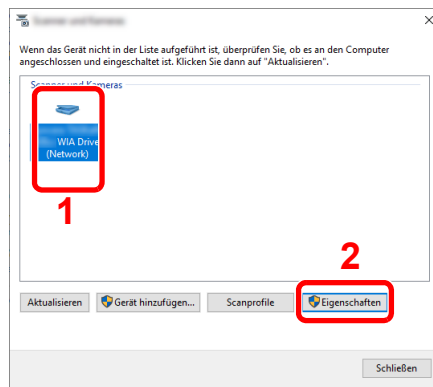 Wenn das Gerät nicht in der Liste aufgeführt ist, überprüfen Sie, ob es an den Computer
angeschlossen und eingeschaltet ist. Klicken Sie dann auf "Aktualisieren".
Scanner und Kameras
WIA Drive
(Network)
1
2
Aktualisieren
Gerät hinzufügen...
Scanprofile
Eigenschaften
Schließen